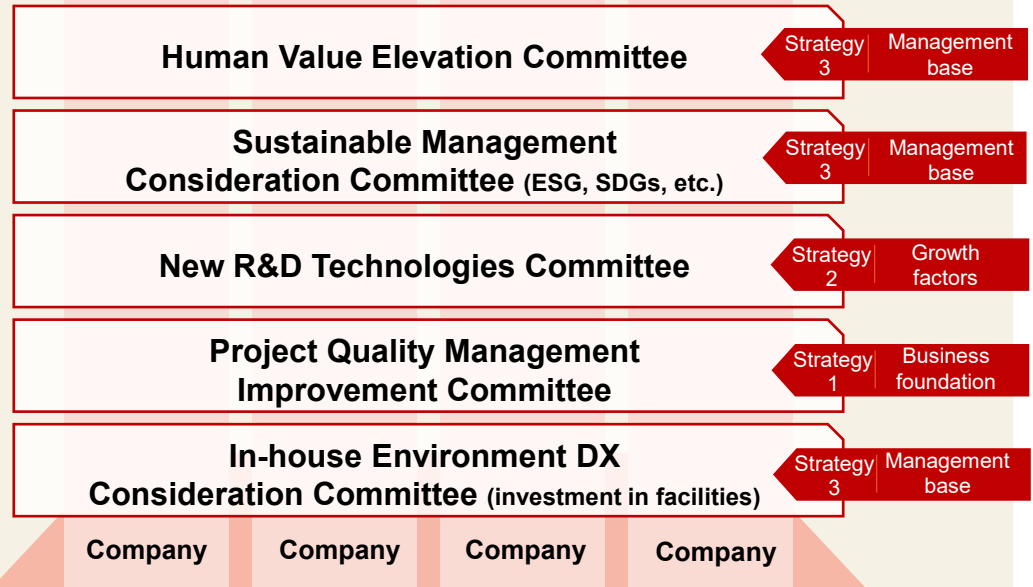 Human Value Elevation Committee
Strategy
3
Management
base
Sustainable Management
Consideration Committee (ESG, SDGs, etc.)
Strategy
3
Management
base
New R&D Technologies Committee
Strategy
2
Growth
factors
Project Quality Management
Improvement Committee
Strategy
1
Business
foundation
In-house Environment DX
Consideration Committee (investment in facilities)
Strategy
3
Management
base
Company Company Company Company